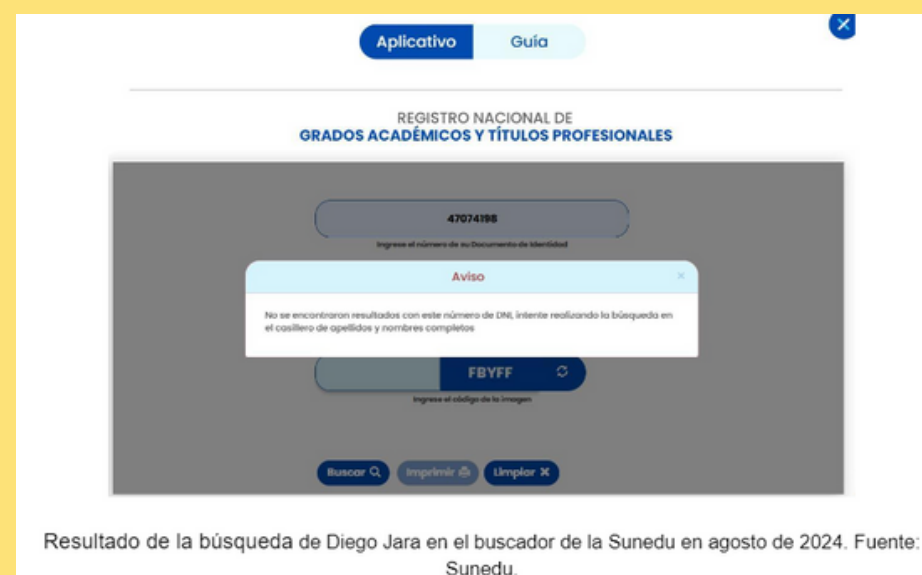 Aplicativo Guía
REGISTRO NACIONAL DE
GRADOS ACADÉMICOS Y TÍTULOS PROFESIONALES
47074198
Ingrese el número de su Documento de Identidad
Aviso
No se encontraron resultados con este número de DNI, intente realizando la búsqueda en
el casillero de apellidos y nombres completos
FBYFF
Ingrese el código de la imagen
Buscar Imprimir Limpiar
Resultado de la búsqueda de Diego Jara en el buscador de la Sunedu en agosto de 2024. Fuente:
Sunedu.